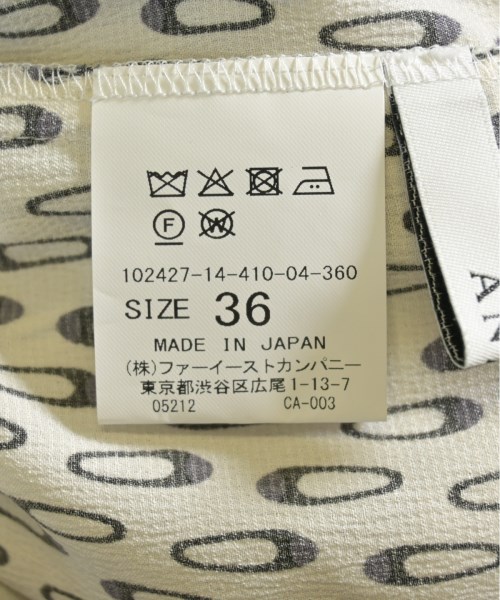 F W
102427-14-410-04-360
SIZE 36
MADE IN JAPAN
(株)ファーイーストカンパニー
東京都渋谷区広尾1-13-7
05212 CA-003
A N